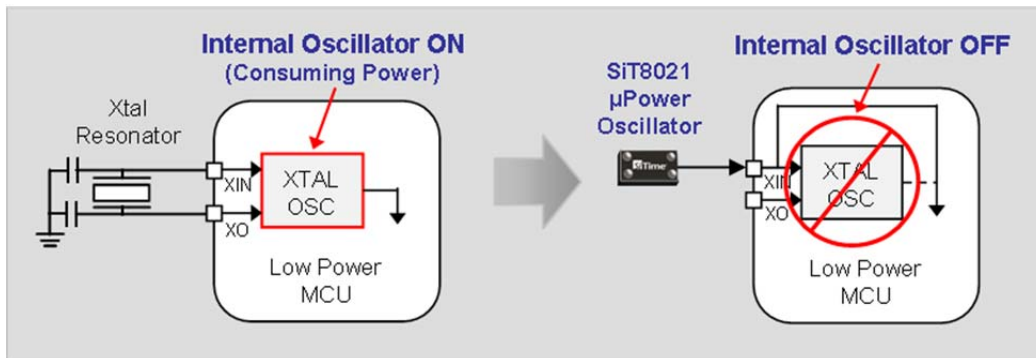 Internal Oscillator ON
(Consuming Power)
Xtal
Resonator
XIN
XTAL
OSC
XO
Low Power
MCU
Internal Oscillator OFF
SiT8021
µPower
Oscillator
SiTime
XIN
XTAL
OSC
XO
Low Power
MCU